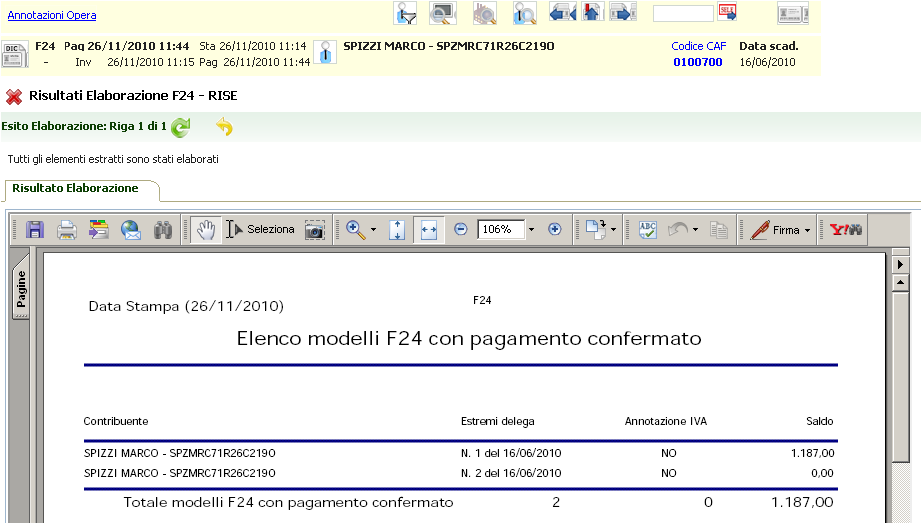 Annotazioni Opera
SELE
DIC
F24 Pag 26/11/2010 11:44 Sta 26/11/2010 11:14 SPIZZI MARCO - SPZMRC71R26C219O Codice CAF Data scad.
- Inv 26/11/2010 11:15 Pag 26/11/2010 11:44 0100700 16/06/2010
Risultati Elaborazione F24 - RISE
Esito Elaborazione: Riga 1 di 1
Tutti gli elementi estratti sono stati elaborati
Risultato Elaborazione
Seleziona 106% ABC Firma Y!
Pagine
Data Stampa (26/11/2010) F24
Elenco modelli F24 con pagamento confermato
Contribuente Estremi delega Annotazione IVA Saldo
SPIZZI MARCO - SPZMRC71R26C219O N. 1 del 16/06/2010 NO 1.187,00
SPIZZI MARCO - SPZMRC71R26C219O N. 2 del 16/06/2010 NO 0,00
Totale modelli F24 con pagamento confermato 2 0 1.187,00